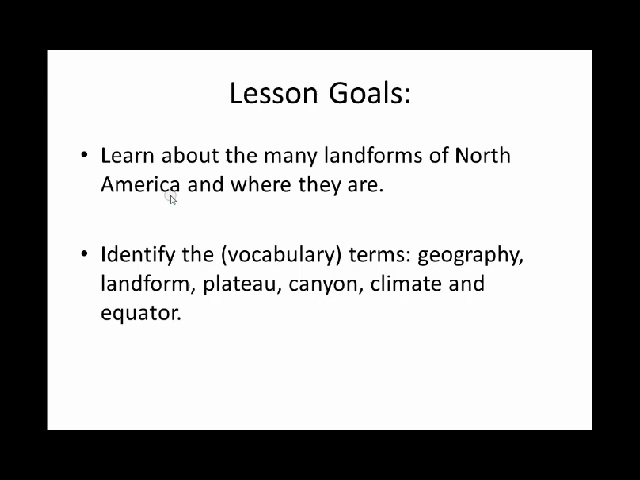 Lesson Goals:
• Learn about the many landforms of North
America and where they are.
• Identify the (vocabulary) terms: geography,
landform, plateau, canyon, climate and
equator.